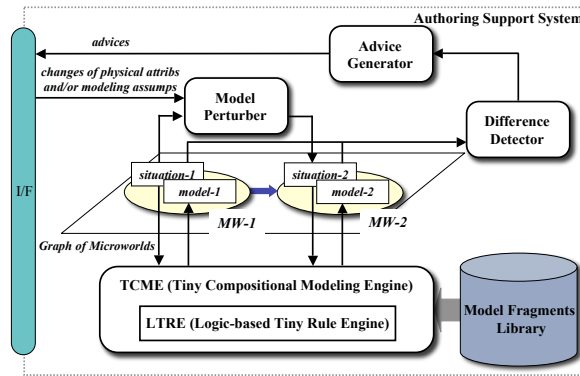 Authoring Support System
advices
Advice
Generator
changes of physical attribs
and/or modeling assumps
Model
Perturber
Difference
Detector
I/F
situation-1
model-1
situation-2
model-2
MW-1
MW-2
Graph of Microworlds
TCME (Tiny Compositional Modeling Engine)
LTRE (Logic-based Tiny Rule Engine)
Model Fragments
Library